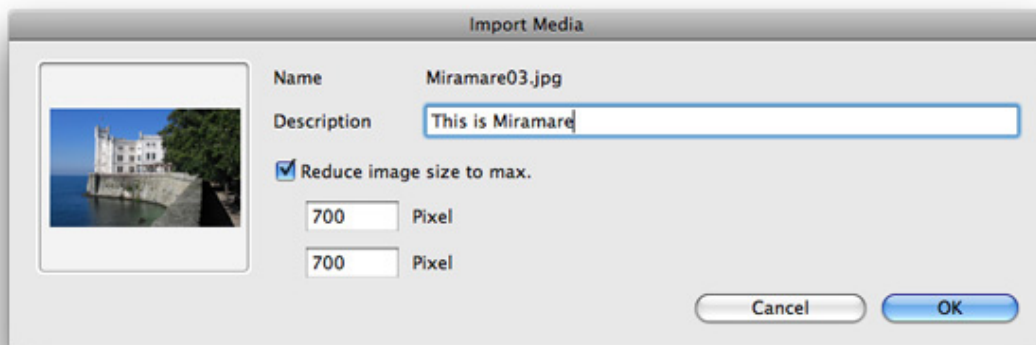 Import Media
Name Miramare03.jpg
Description This is Miramare
Reduce image size to max.
700 Pixel
700 Pixel
Cancel OK